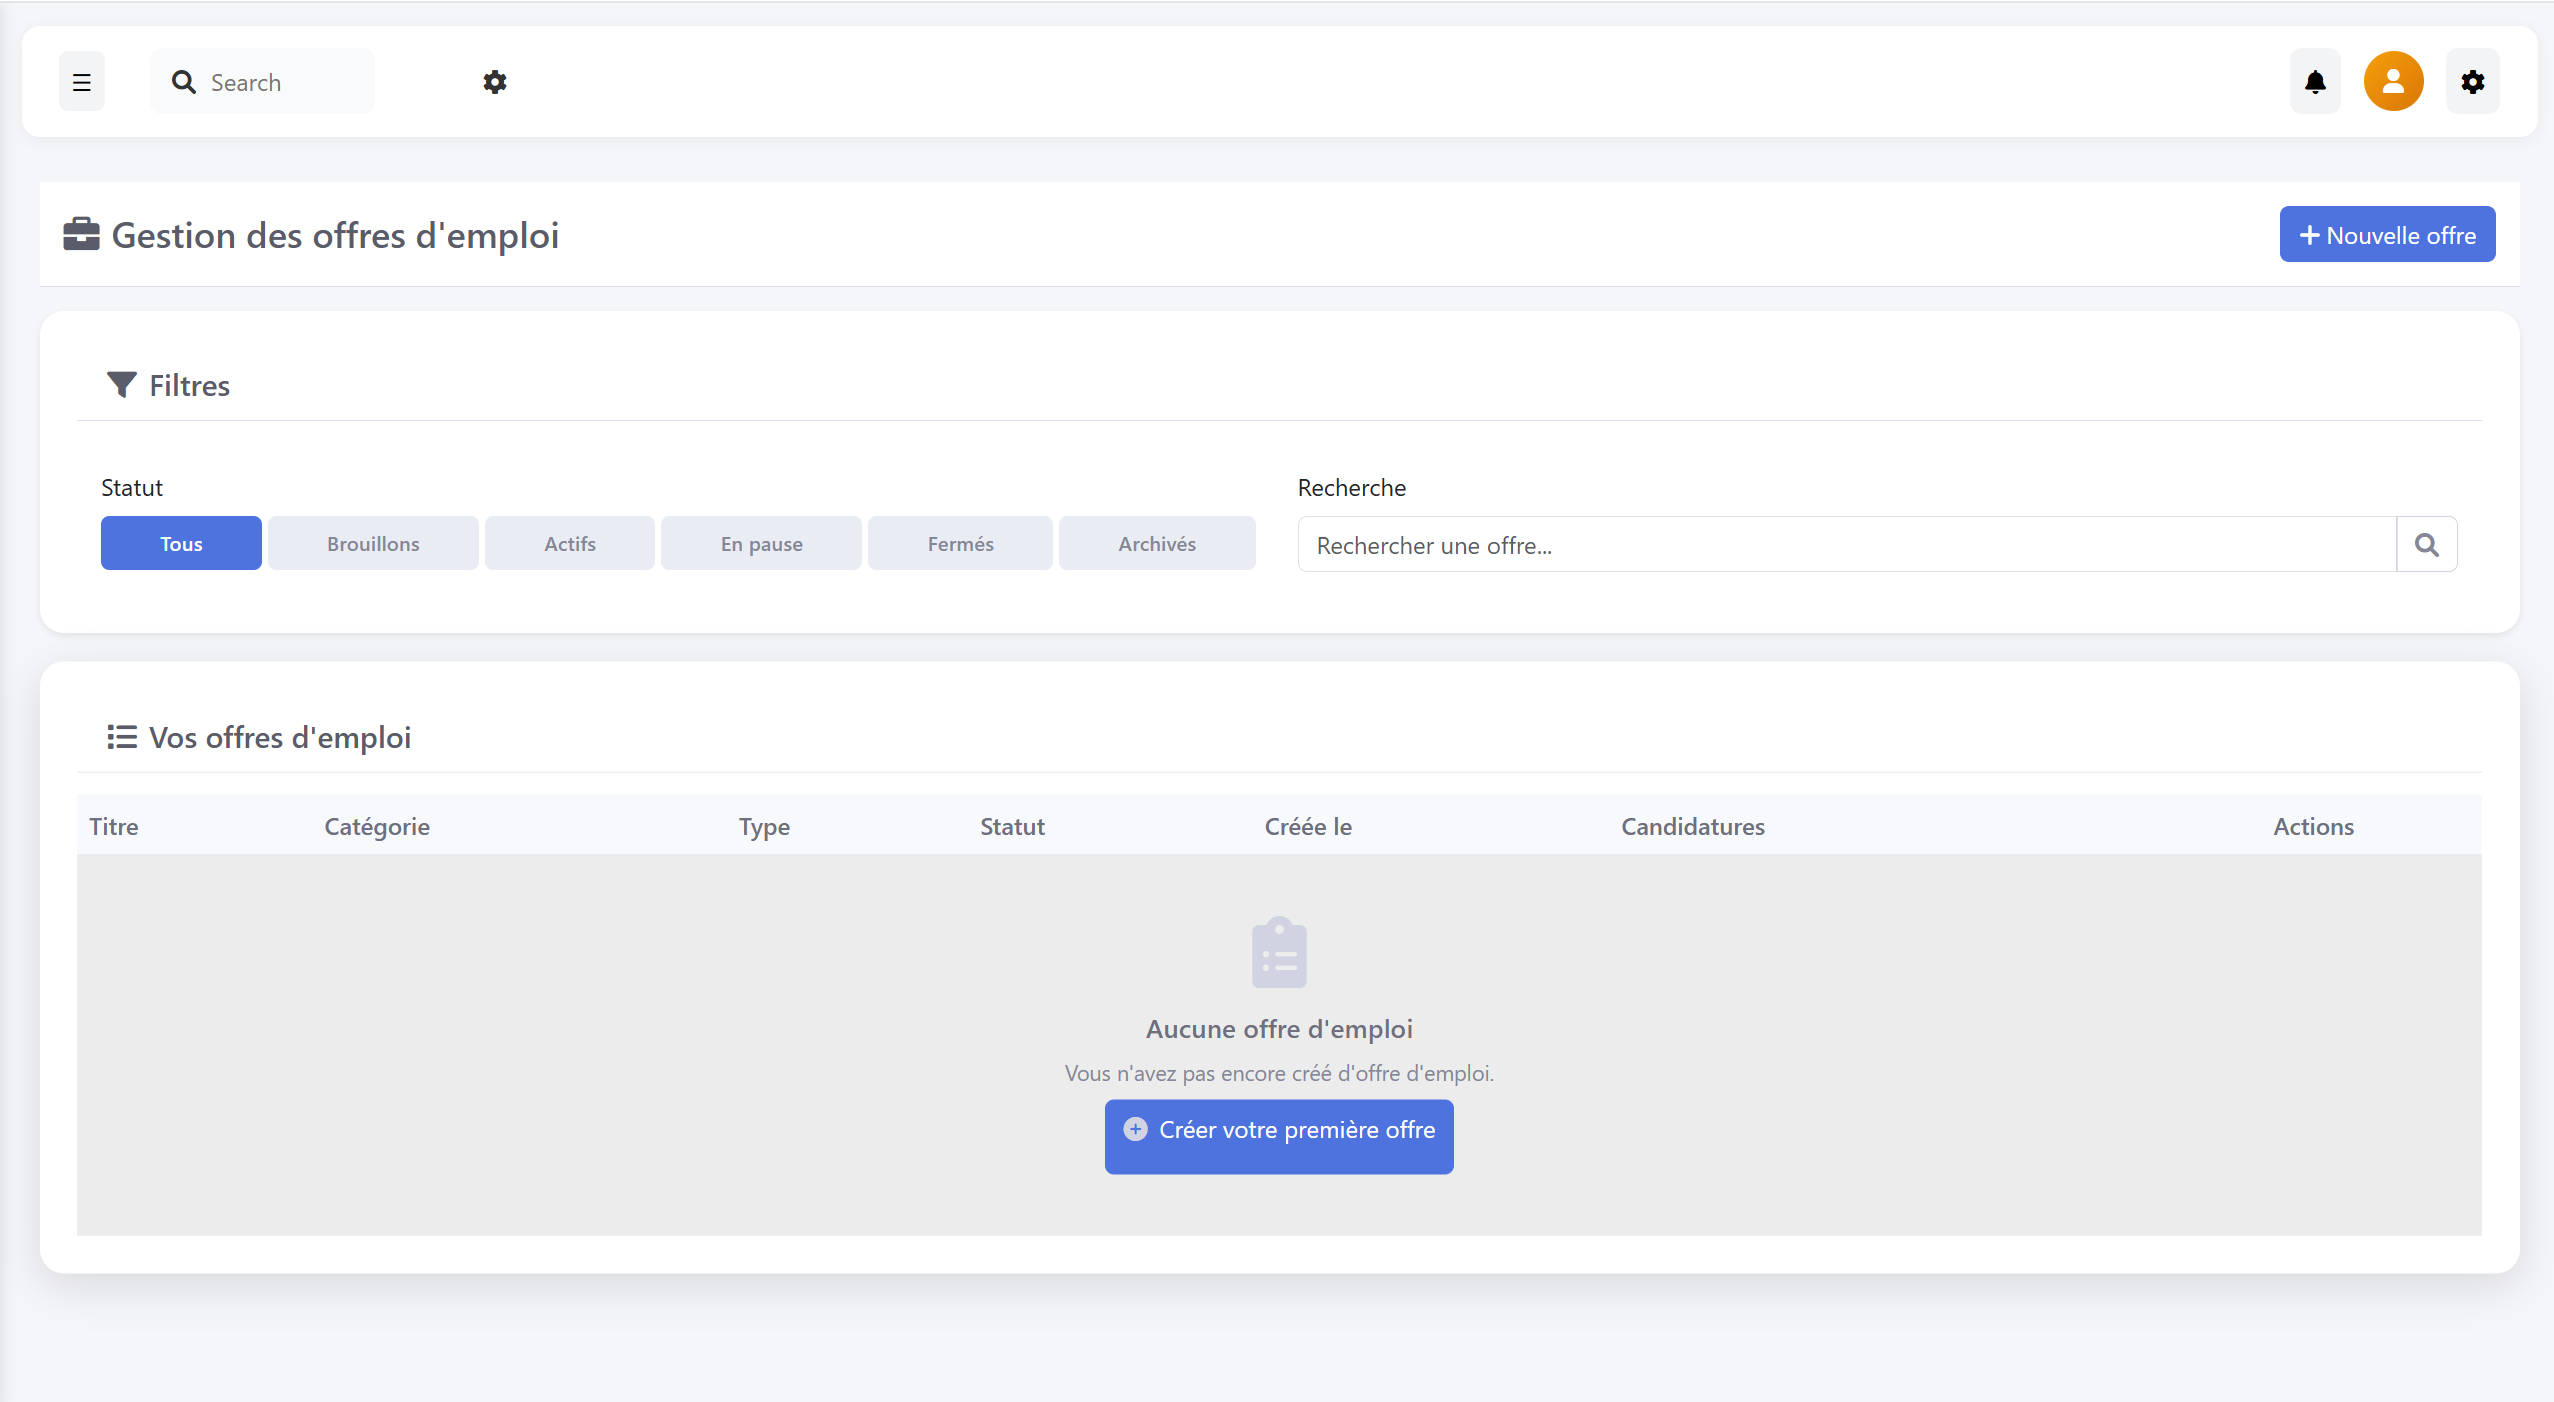 Search
Gestion des offres d'emploi
Nouvelle offre
Filtres
Statut
Recherche
Tous Brouillons Actifs En pause Fermés Archivés
Rechercher une offre...
Vos offres d'emploi
Titre Catégorie Type Statut Créée le Candidatures Actions
Aucune offre d'emploi
Vous n'avez pas encore créé d'offre d'emploi.
Créer votre première offre